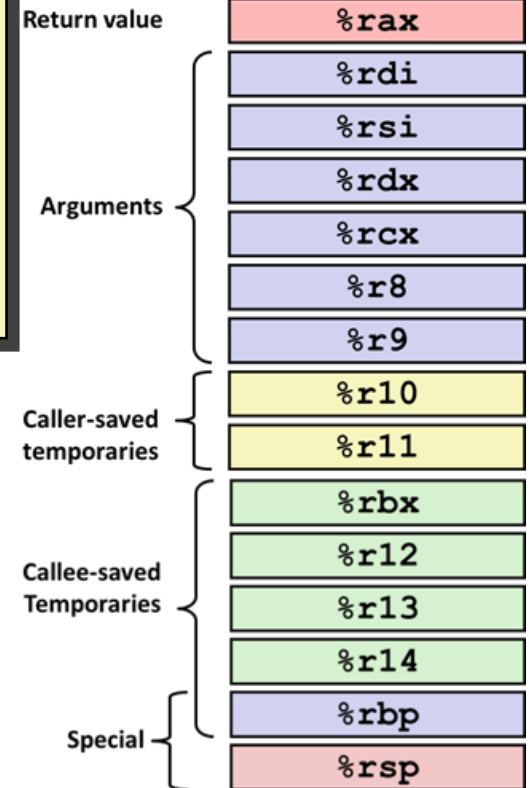 Return value
%rax
Arguments
%rdi
%rsi
%rdx
%rcx
%r8
%r9
Caller-saved
temporaries
%r10
%r11
Callee-saved
Temporaries
%rbx
%r12
%r13
%r14
%rbp
Special
%rsp